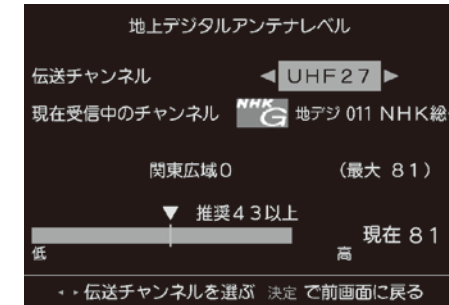 地上デジタルアンテナレベル
伝送チャンネル ◀ UHF27 ▶
現在受信中のチャンネル NHK G 地デジ 011 NHK総
関東広域0 (最大 81)
▼ 推奨43以上
低 高 現在 81
伝送チャンネルを選ぶ 決定 で前画面に戻る